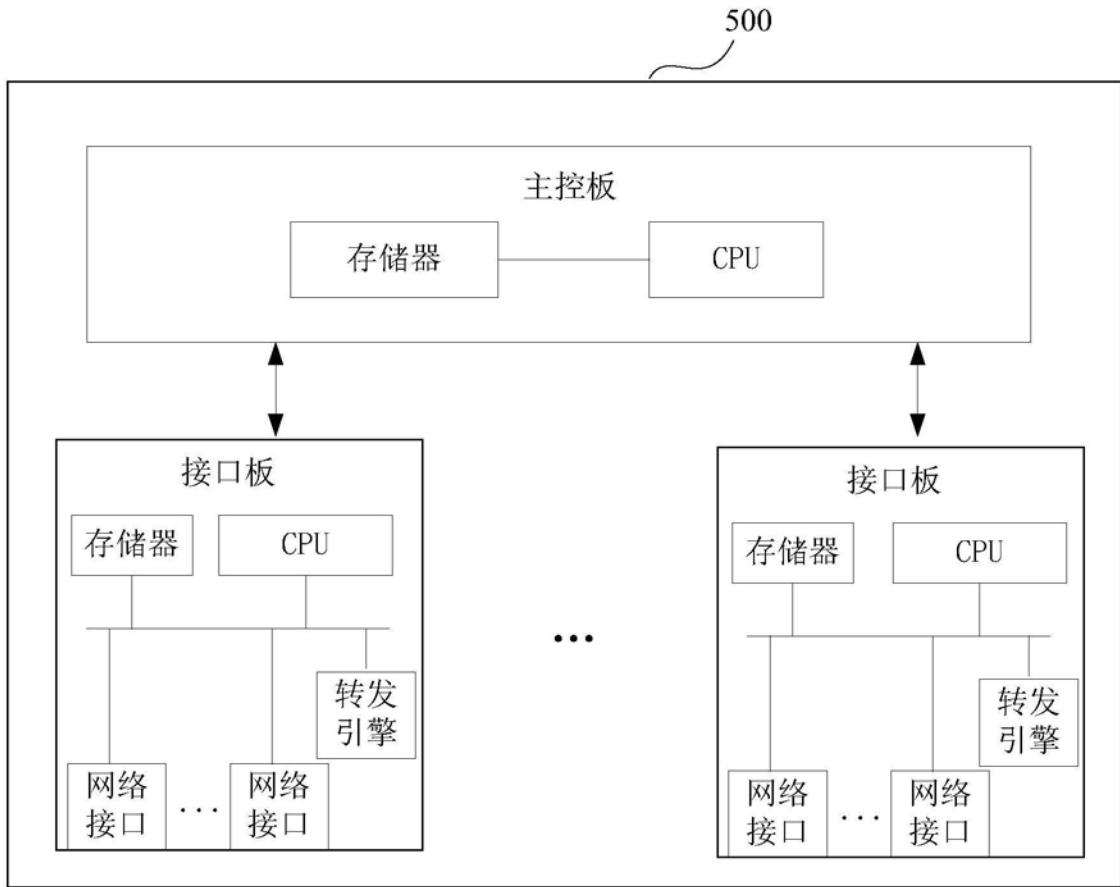 500
主控板
存储器 CPU
接口板
存储器 CPU
转发
引擎
网络
接口
...
网络
接口
...
接口板
存储器 CPU
转发
引擎
网络
接口
...
网络
接口